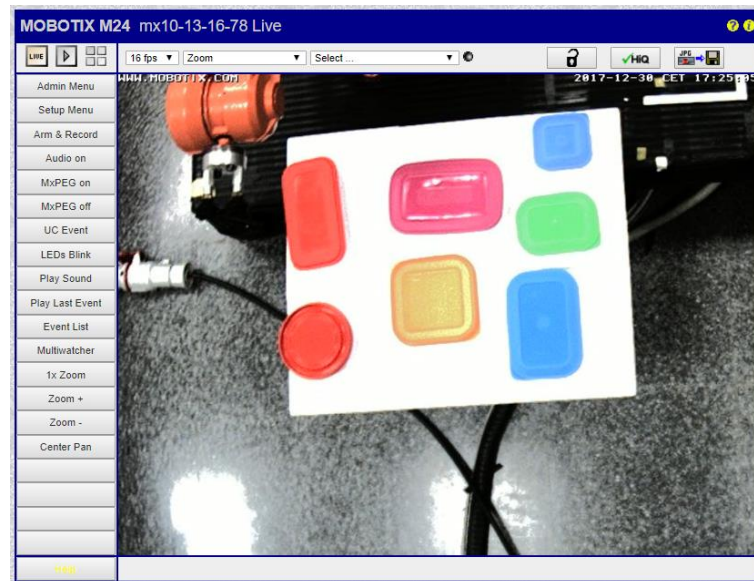 MOBOTIX M24 mx10-13-16-78 Live
LIVE
16 fps
Zoom
Select ...
HiQ
JPG
WWW.MOBOTIX.COM
2017-12-30 CET 17:25:05
Admin Menu
Setup Menu
Arm & Record
Audio on
MxPEG on
MxPEG off
UC Event
LEDs Blink
Play Sound
Play Last Event
Event List
Multiwatcher
1x Zoom
Zoom +
Zoom -
Center Pan